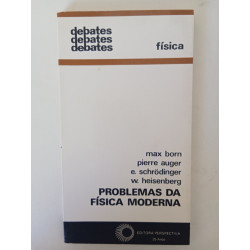 debates
debates
debates
física
max born
pierre auger
e. schrödinger
w. heisenberg
PROBLEMAS DA
FÍSICA MODERNA
EDITORA PERSPECTIVA